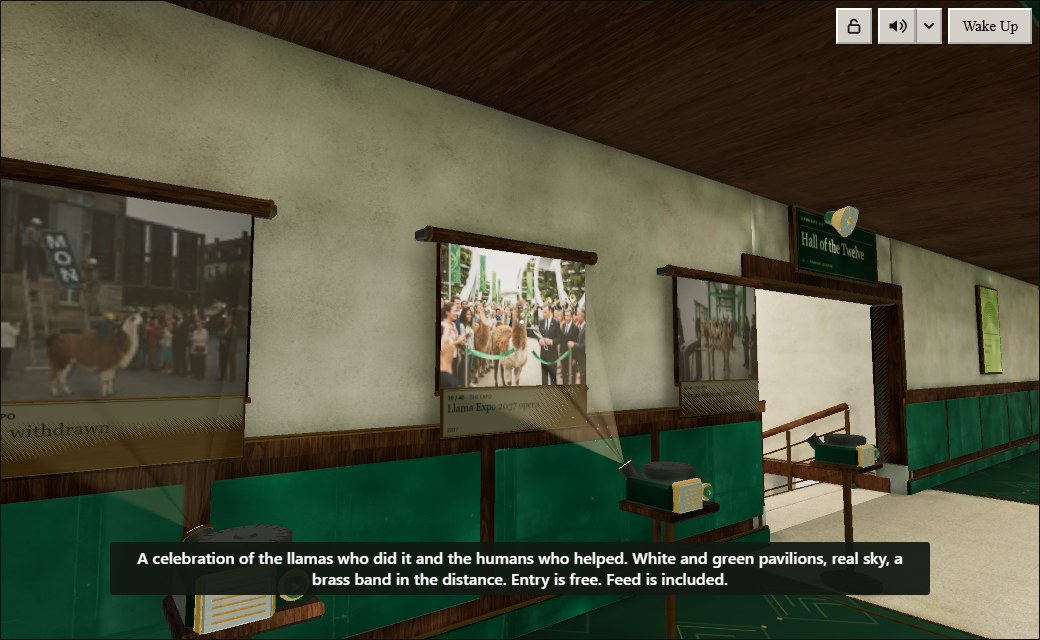 Wake Up
MON
Hall of the Twelve
withdrawn
Llama Expo 2037 opens
A celebration of the llamas who did it and the humans who helped. White and green pavilions, real sky, a
brass band in the distance. Entry is free. Feed is included.